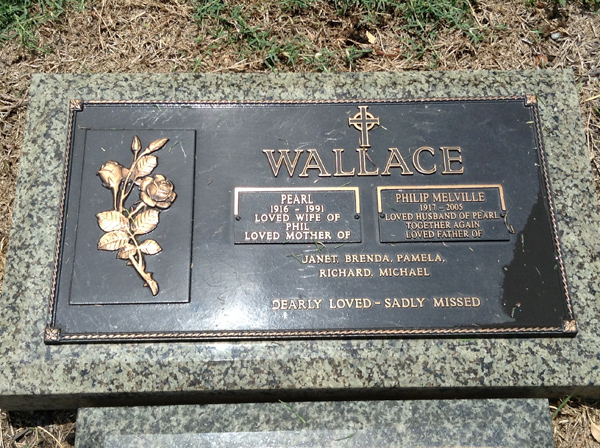 WALLACE
PEARL
1916 - 1991
LOVED WIFE OF
PHIL
LOVED MOTHER OF
PHILIP MELVILLE
1917 - 2005
LOVED HUSBAND OF PEARL
TOGETHER AGAIN
LOVED FATHER OF
JANET, BRENDA, PAMELA,
RICHARD, MICHAEL
DEARLY LOVED - SADLY MISSED